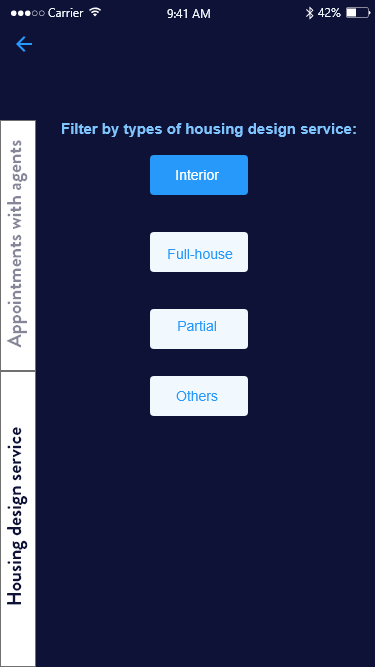 Carrier 9:41 AM 42%
Filter by types of housing design service:
Interior
Full-house
Partial
Others
Appointments with agents
Housing design service